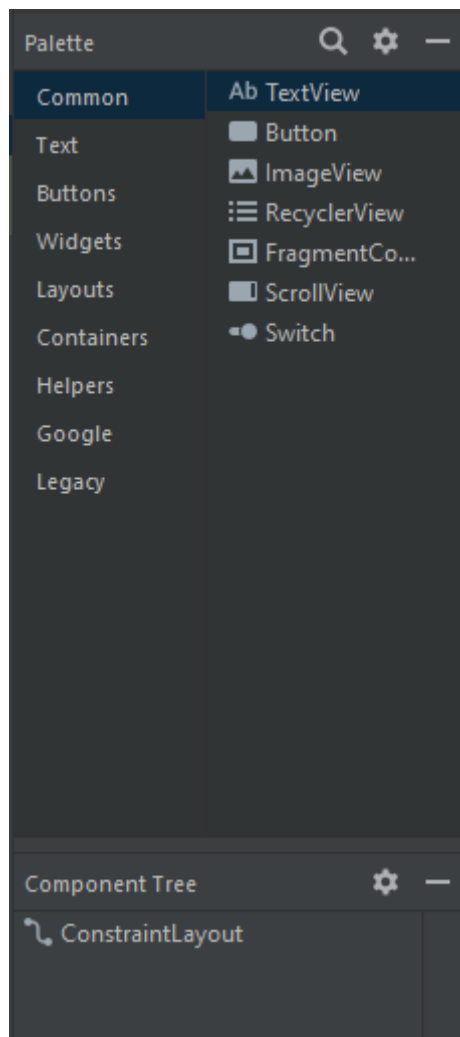 Palette
Common
Text
Buttons
Widgets
Layouts
Containers
Helpers
Google
Legacy
Ab TextView
Button
ImageView
RecyclerView
FragmentCo...
ScrollView
Switch
Component Tree
ConstraintLayout